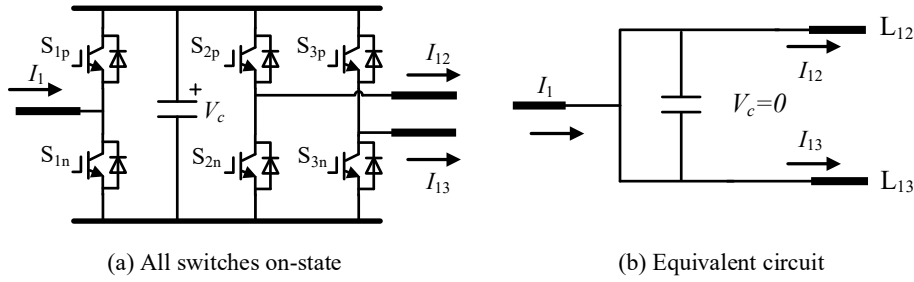 S1p
S2p
S3p
I1
+
Vc
I12
S1n
S2n
S3n
I13
(a) All switches on-state
L12
I12
I1
Vc=0
I13
L13
(b) Equivalent circuit